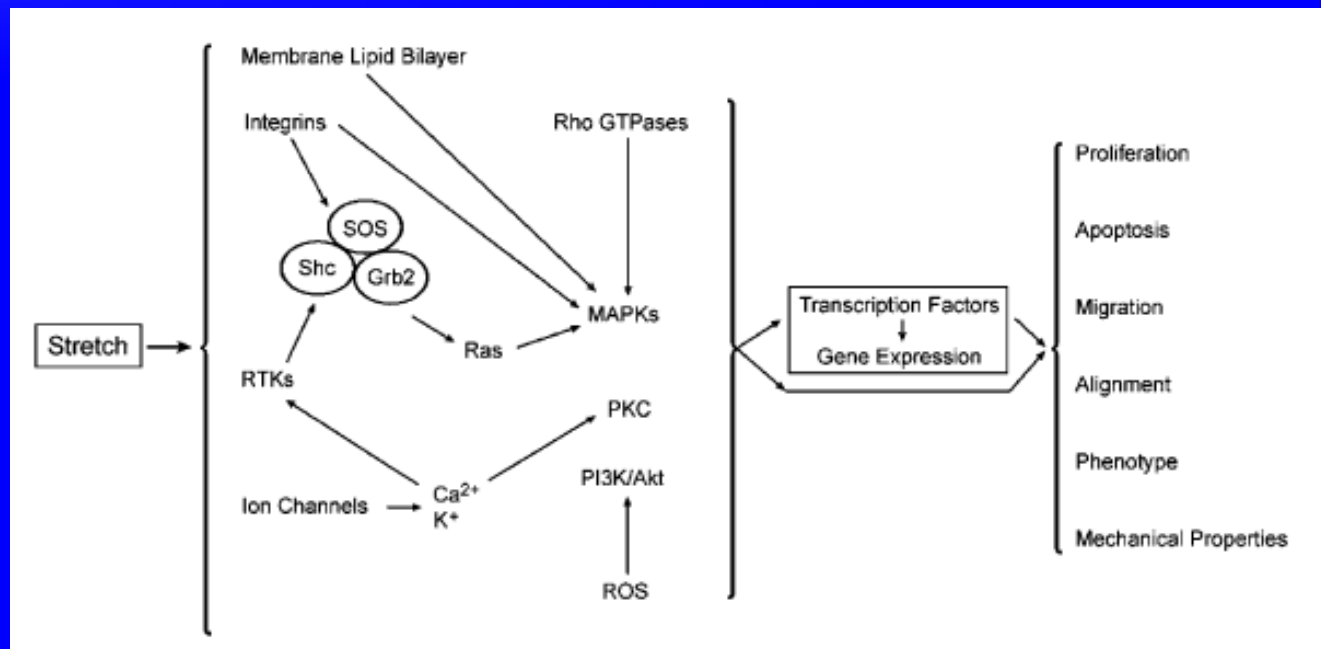 Membrane Lipid Bilayer
Integrins
Rho GTPases
SOS
Shc
Grb2
MAPKs
Ras
Stretch
RTKs
PKC
PI3K/Akt
Ion Channels
Ca²⁺
K⁺
ROS
Transcription Factors
Gene Expression
Proliferation
Apoptosis
Migration
Alignment
Phenotype
Mechanical Properties